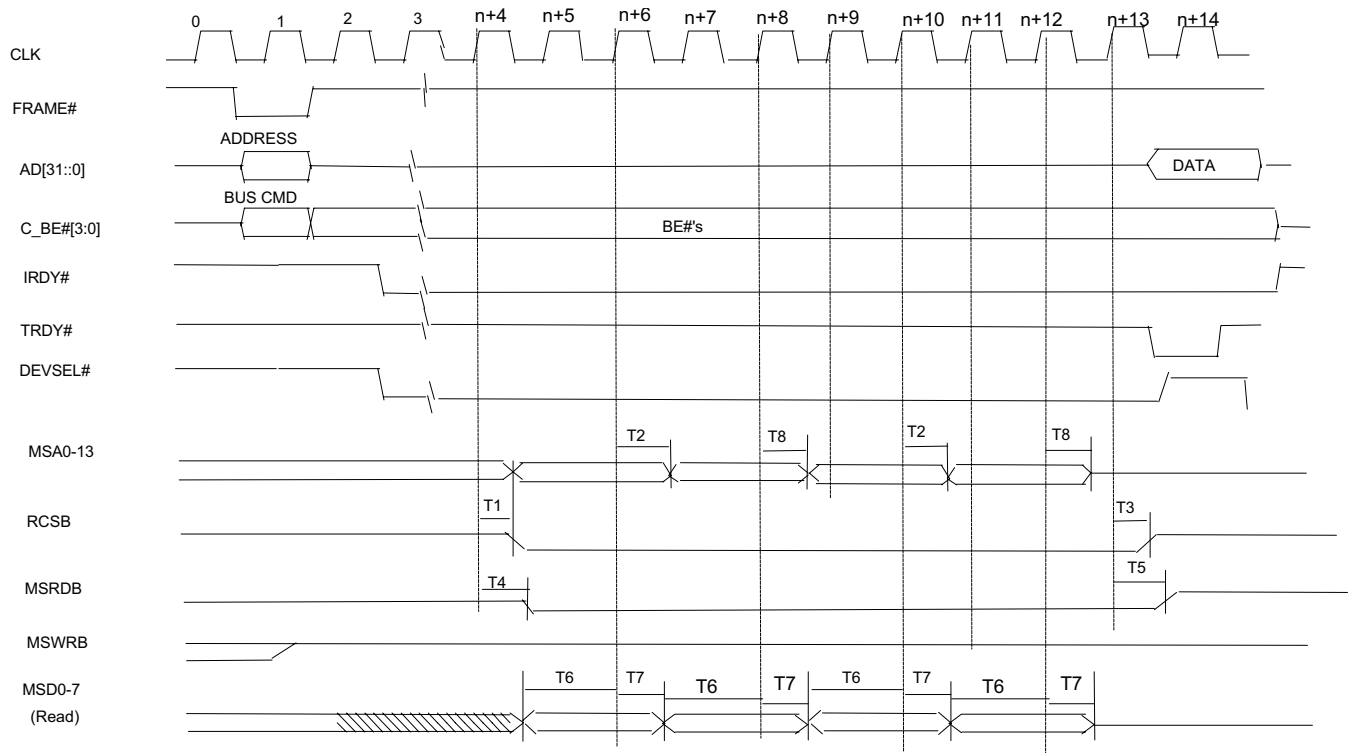 0 1 2 3 n+4 n+5 n+6 n+7 n+8 n+9 n+10 n+11 n+12 n+13 n+14
CLK
FRAME#
ADDRESS
AD[31::0]
DATA
BUS CMD
C_BE#[3:0]
BE#'s
IRDY#
TRDY#
DEVSEL#
MSA0-13
T2 T8 T2 T8
RCSB
T1 T3
MSRDB
T4 T5
MSWRB
MSD0-7
(Read)
T6 T7 T6 T7 T6 T7 T6 T7